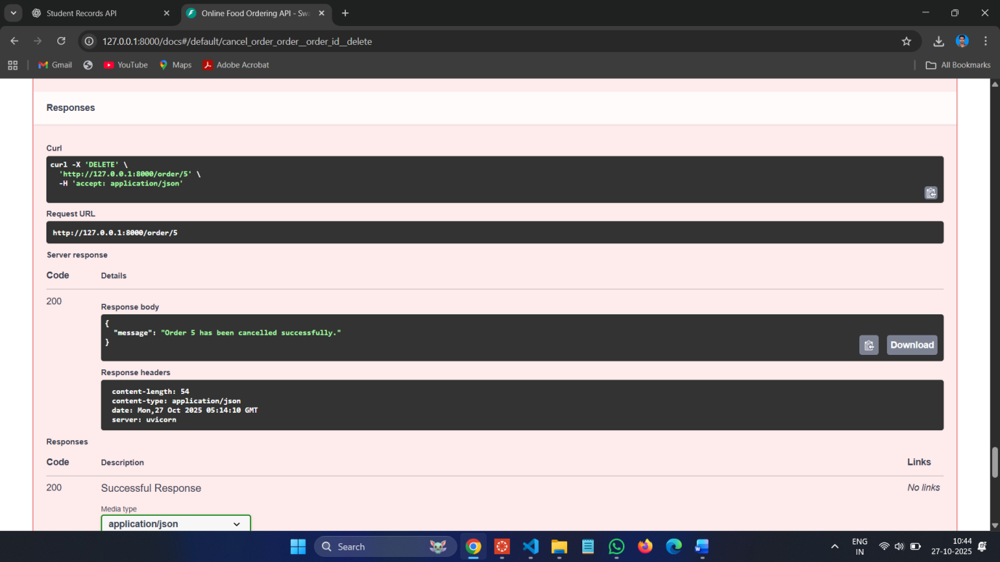 Student Records API
Online Food Ordering API - Swa
127.0.0.1:8000/docs#/default/cancel_order_order__order_id__delete
Gmail
YouTube
Maps
Adobe Acrobat
All Bookmarks
Responses
Curl
curl -X 'DELETE' \
'http://127.0.0.1:8000/order/5' \
-H 'accept: application/json'
Request URL
http://127.0.0.1:8000/order/5
Server response
Code Details
200
Response body
{
"message": "Order 5 has been cancelled successfully."
}
Download
Response headers
content-length: 54
content-type: application/json
date: Mon,27 Oct 2025 05:14:10 GMT
server: uvicorn
Responses
Code Description Links
200 Successful Response No links
Media type
application/json
Search
ENG
IN
10:44
27-10-2025